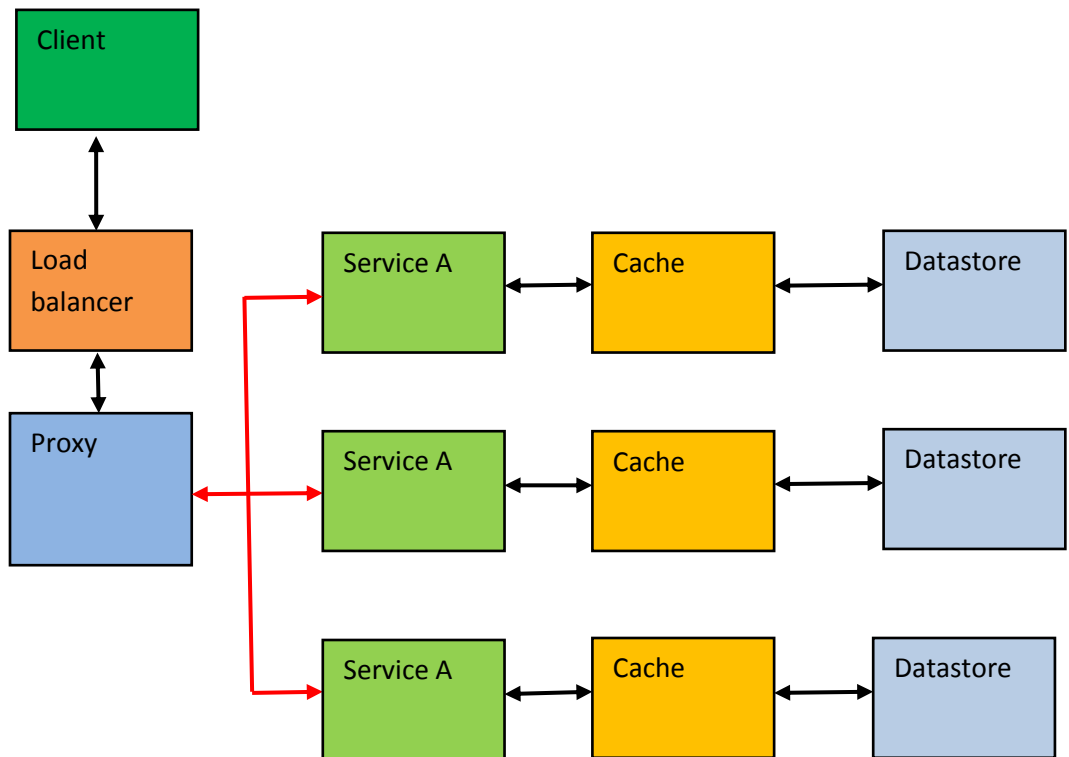 Client
Load
balancer
Service A
Cache
Datastore
Proxy
Service A
Cache
Datastore
Service A
Cache
Datastore